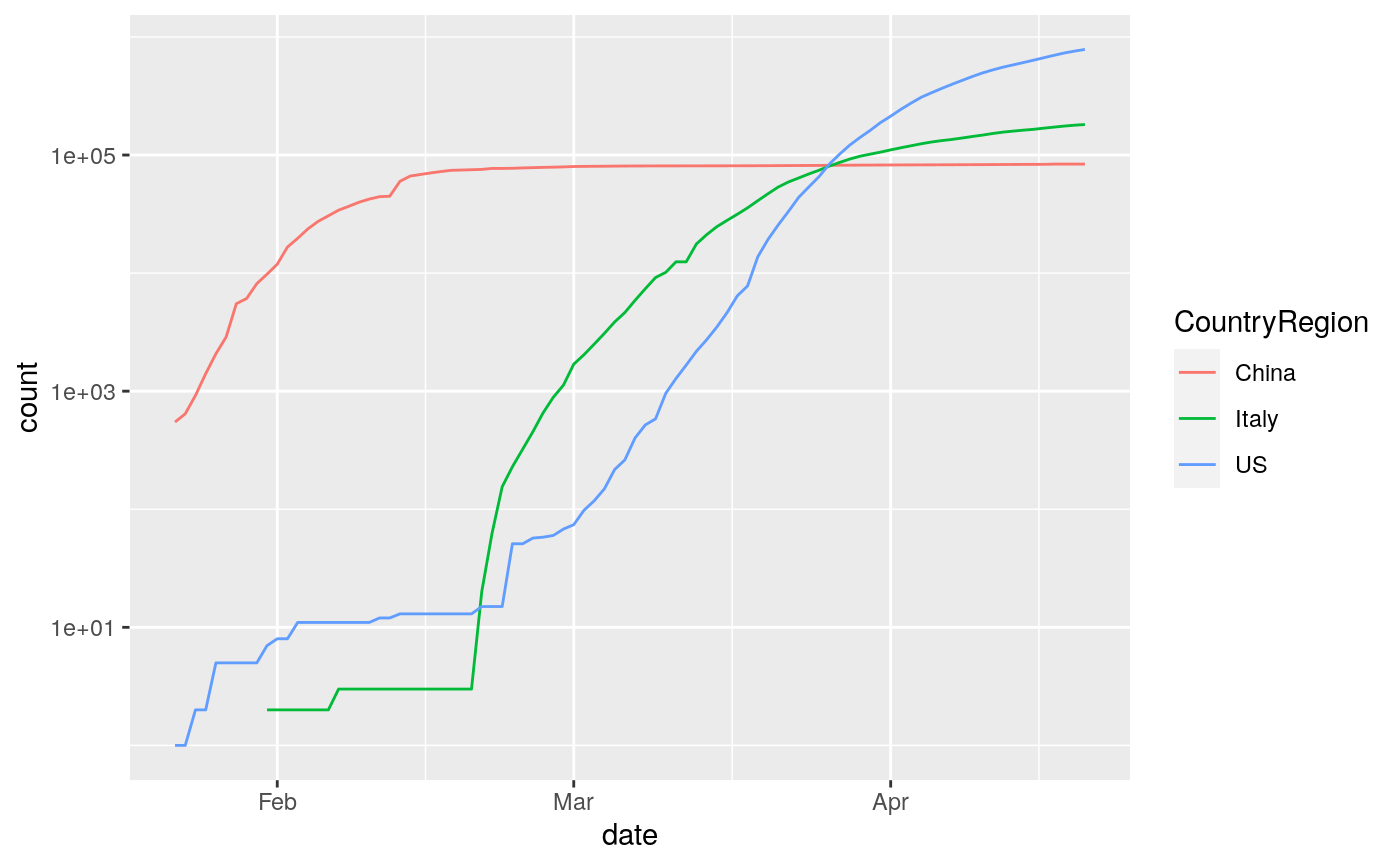 count
1e+05
1e+03
1e+01
Feb Mar Apr
date
CountryRegion
China
Italy
US